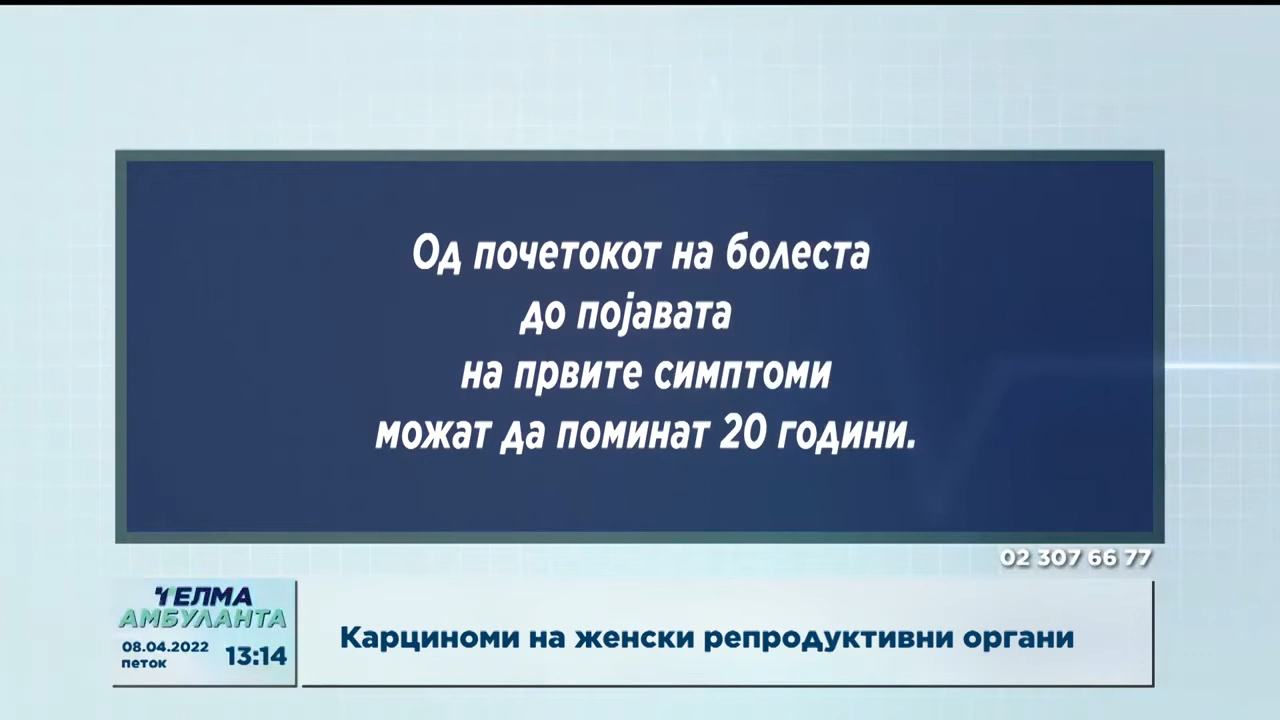 Од почетокот на болеста
до појавата
на првите симптоми
можат да поминат 20 години.
02 307 66 77
ТЕЛМА
АМБУЛАНТА
08.04.2022
петок
13:14
Карциноми на женски репродуктивни органи